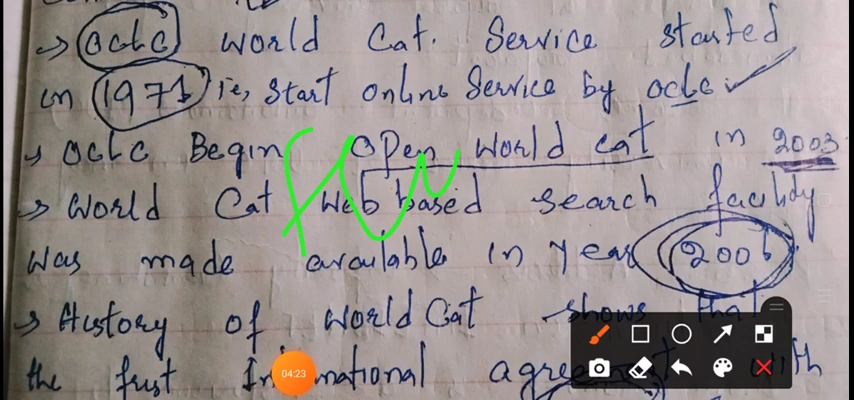 → OCLC World Cat. Service started
in 1971 ie, start online Service by oclc ✓
→ OCLC Begin Open World cat in 2003
→ World Cat Web based search facility
was made available in year 2006
→ History of World Cat shows that
the first International agreement with
04:23